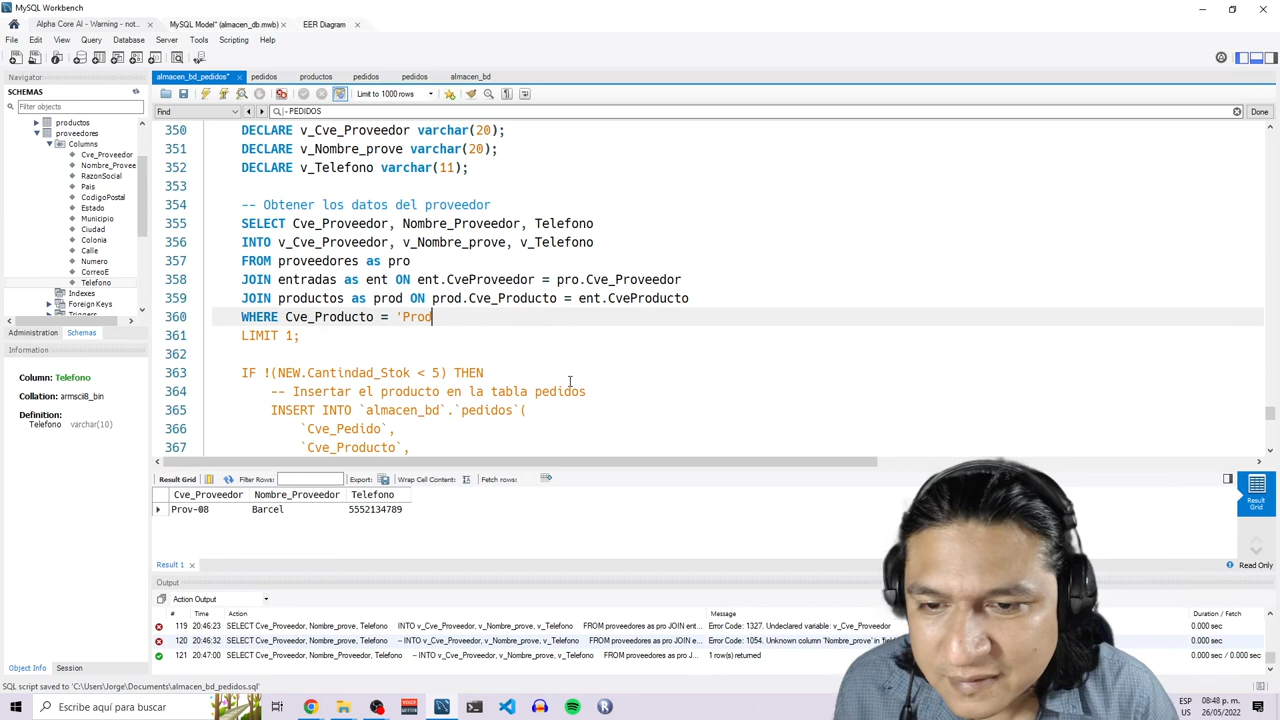 MySQL Workbench
Alpha Core AI - Warning - not...
MySQL Model* (almacen_db.mwb)
EER Diagram
File Edit View Query Database Server Tools Scripting Help
Navigator
SCHEMAS
Filter objects
productos
proveedores
Columns
Cve_Proveedor
Nombre_Provee
RazonSocial
Pais
CodigoPostal
Estado
Municipio
Ciudad
Colonia
Calle
Numero
CorreoE
Telefono
Indexes
Foreign Keys
Triggers
Administration Schemas
Information
Column: Telefono
Collation: armscii8_bin
Definition:
Telefono varchar(10)
Object Info Session
almacen_bd_pedidos* pedidos productos pedidos pedidos almacen_bd
Limit to 1000 rows
Find
- PEDIDOS
Done
350 DECLARE v_Cve_Proveedor varchar(20);
351 DECLARE v_Nombre_prove varchar(20);
352 DECLARE v_Telefono varchar(11);
353
354 -- Obtener los datos del proveedor
355 SELECT Cve_Proveedor, Nombre_Proveedor, Telefono
356 INTO v_Cve_Proveedor, v_Nombre_prove, v_Telefono
357 FROM proveedores as pro
358 JOIN entradas as ent ON ent.CveProveedor = pro.Cve_Proveedor
359 JOIN productos as prod ON prod.Cve_Producto = ent.CveProducto
360 WHERE Cve_Producto = 'Prod
361 LIMIT 1;
362
363 IF !(NEW.Cantindad_Stok < 5) THEN
364 -- Insertar el producto en la tabla pedidos
365 INSERT INTO `almacen_bd`.`pedidos`(
366 `Cve_Pedido`,
367 `Cve_Producto`,
Result Grid Filter Rows: Export: Wrap Cell Content: Fetch rows:
Cve_Proveedor Nombre_Proveedor Telefono
Prov-08 Barcel 5552134789
Result Grid
Result 1
Read Only
Output
Action Output
# Time Action Message Duration / Fetch
119 20:46:23 SELECT Cve_Proveedor, Nombre_prove, Telefono INTO v_Cve_Proveedor, v_Nombre_prove, v_Telefono FROM proveedores as pro JOIN ent... Error Code: 1327. Undeclared variable: v_Cve_Proveedor 0.000 sec
120 20:46:32 SELECT Cve_Proveedor, Nombre_prove, Telefono -- INTO v_Cve_Proveedor, v_Nombre_prove, v_Telefono FROM proveedores as pro JOIN e... Error Code: 1054. Unknown column 'Nombre_prove' in 'fiel 0.000 sec
121 20:47:00 SELECT Cve_Proveedor, Nombre_Proveedor, Telefono -- INTO v_Cve_Proveedor, v_Nombre_prove, v_Telefono FROM proveedores as pro J... 1 row(s) returned 0.000 sec / 0.000 sec
SQL script saved to 'C:\Users\Jorge\Documents\almacen_bd_pedidos.sql'
Escribe aquí para buscar
ESP
US
08:48 p. m.
26/05/2022